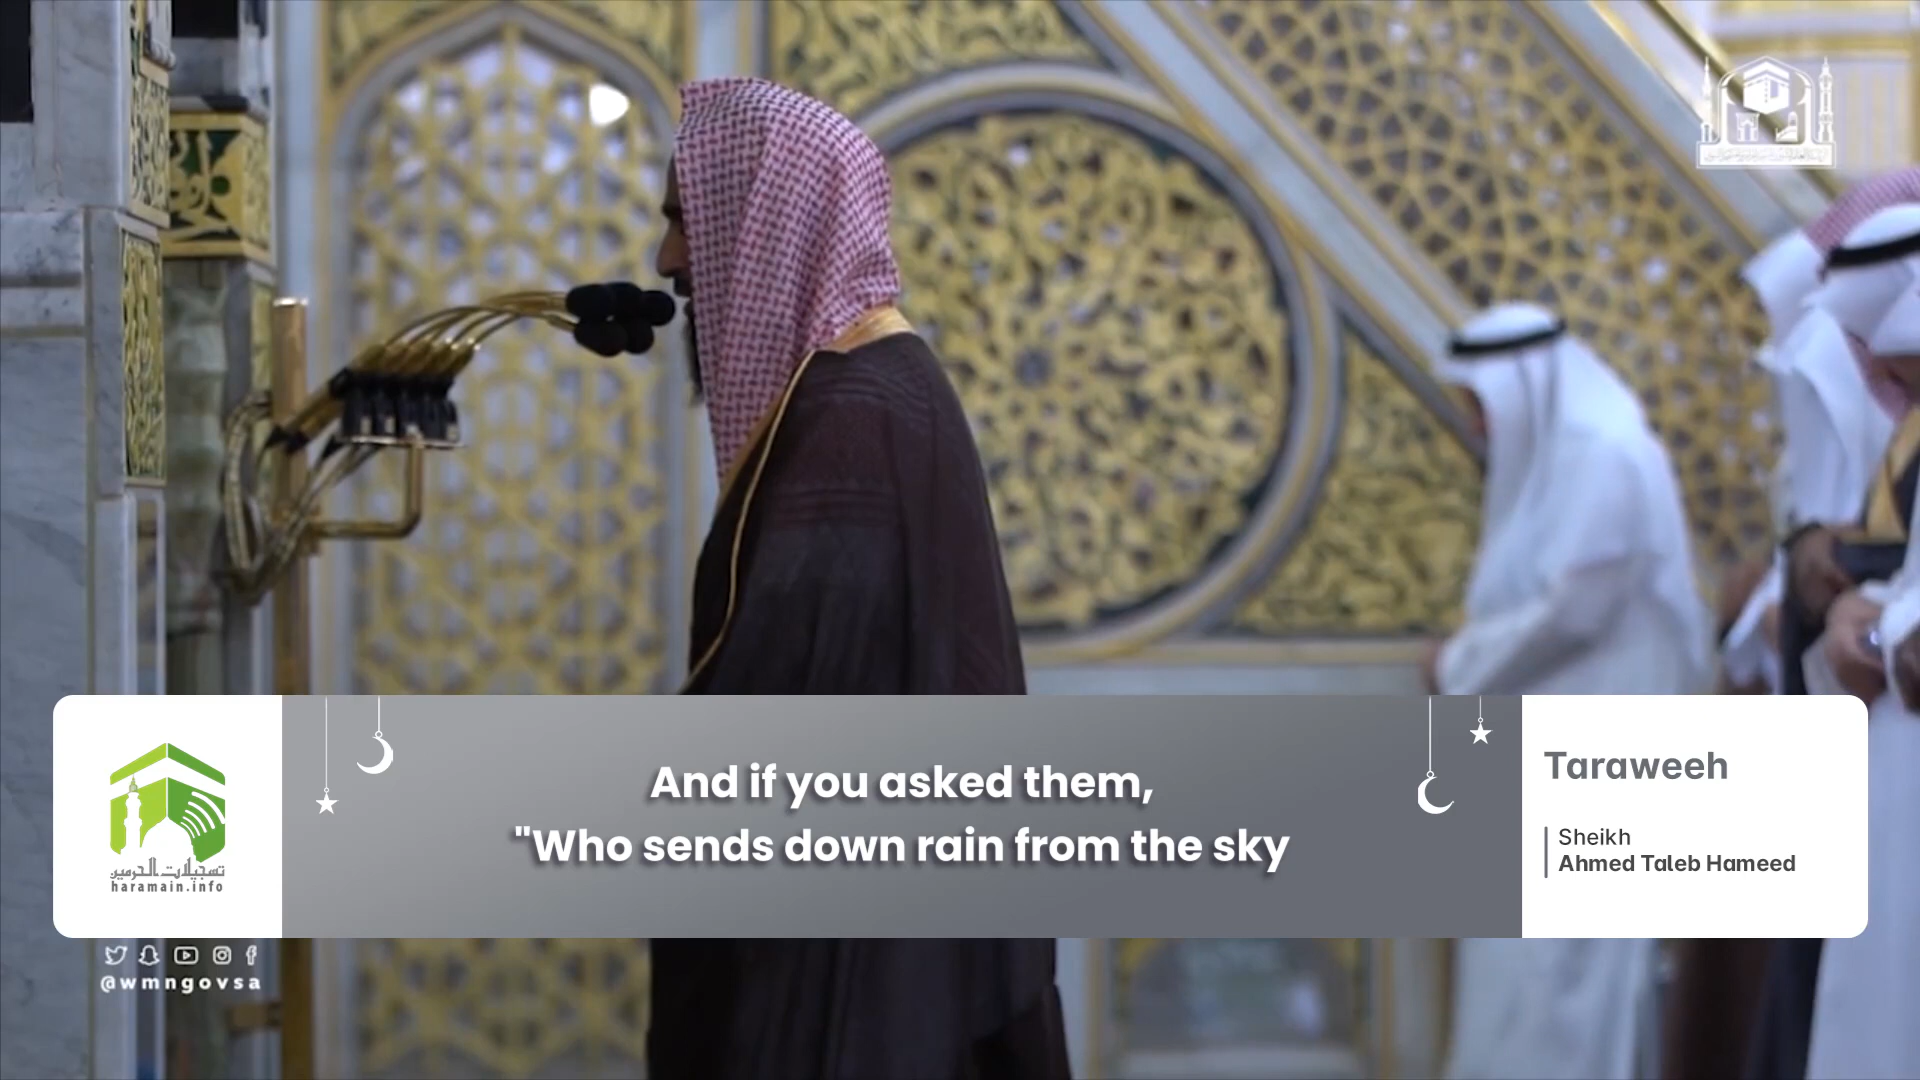 And if you asked them,
"Who sends down rain from the sky
Taraweeh
Sheikh
Ahmed Taleb Hameed
تسجيلات الحرمين
haramain.info
@wmngovsa